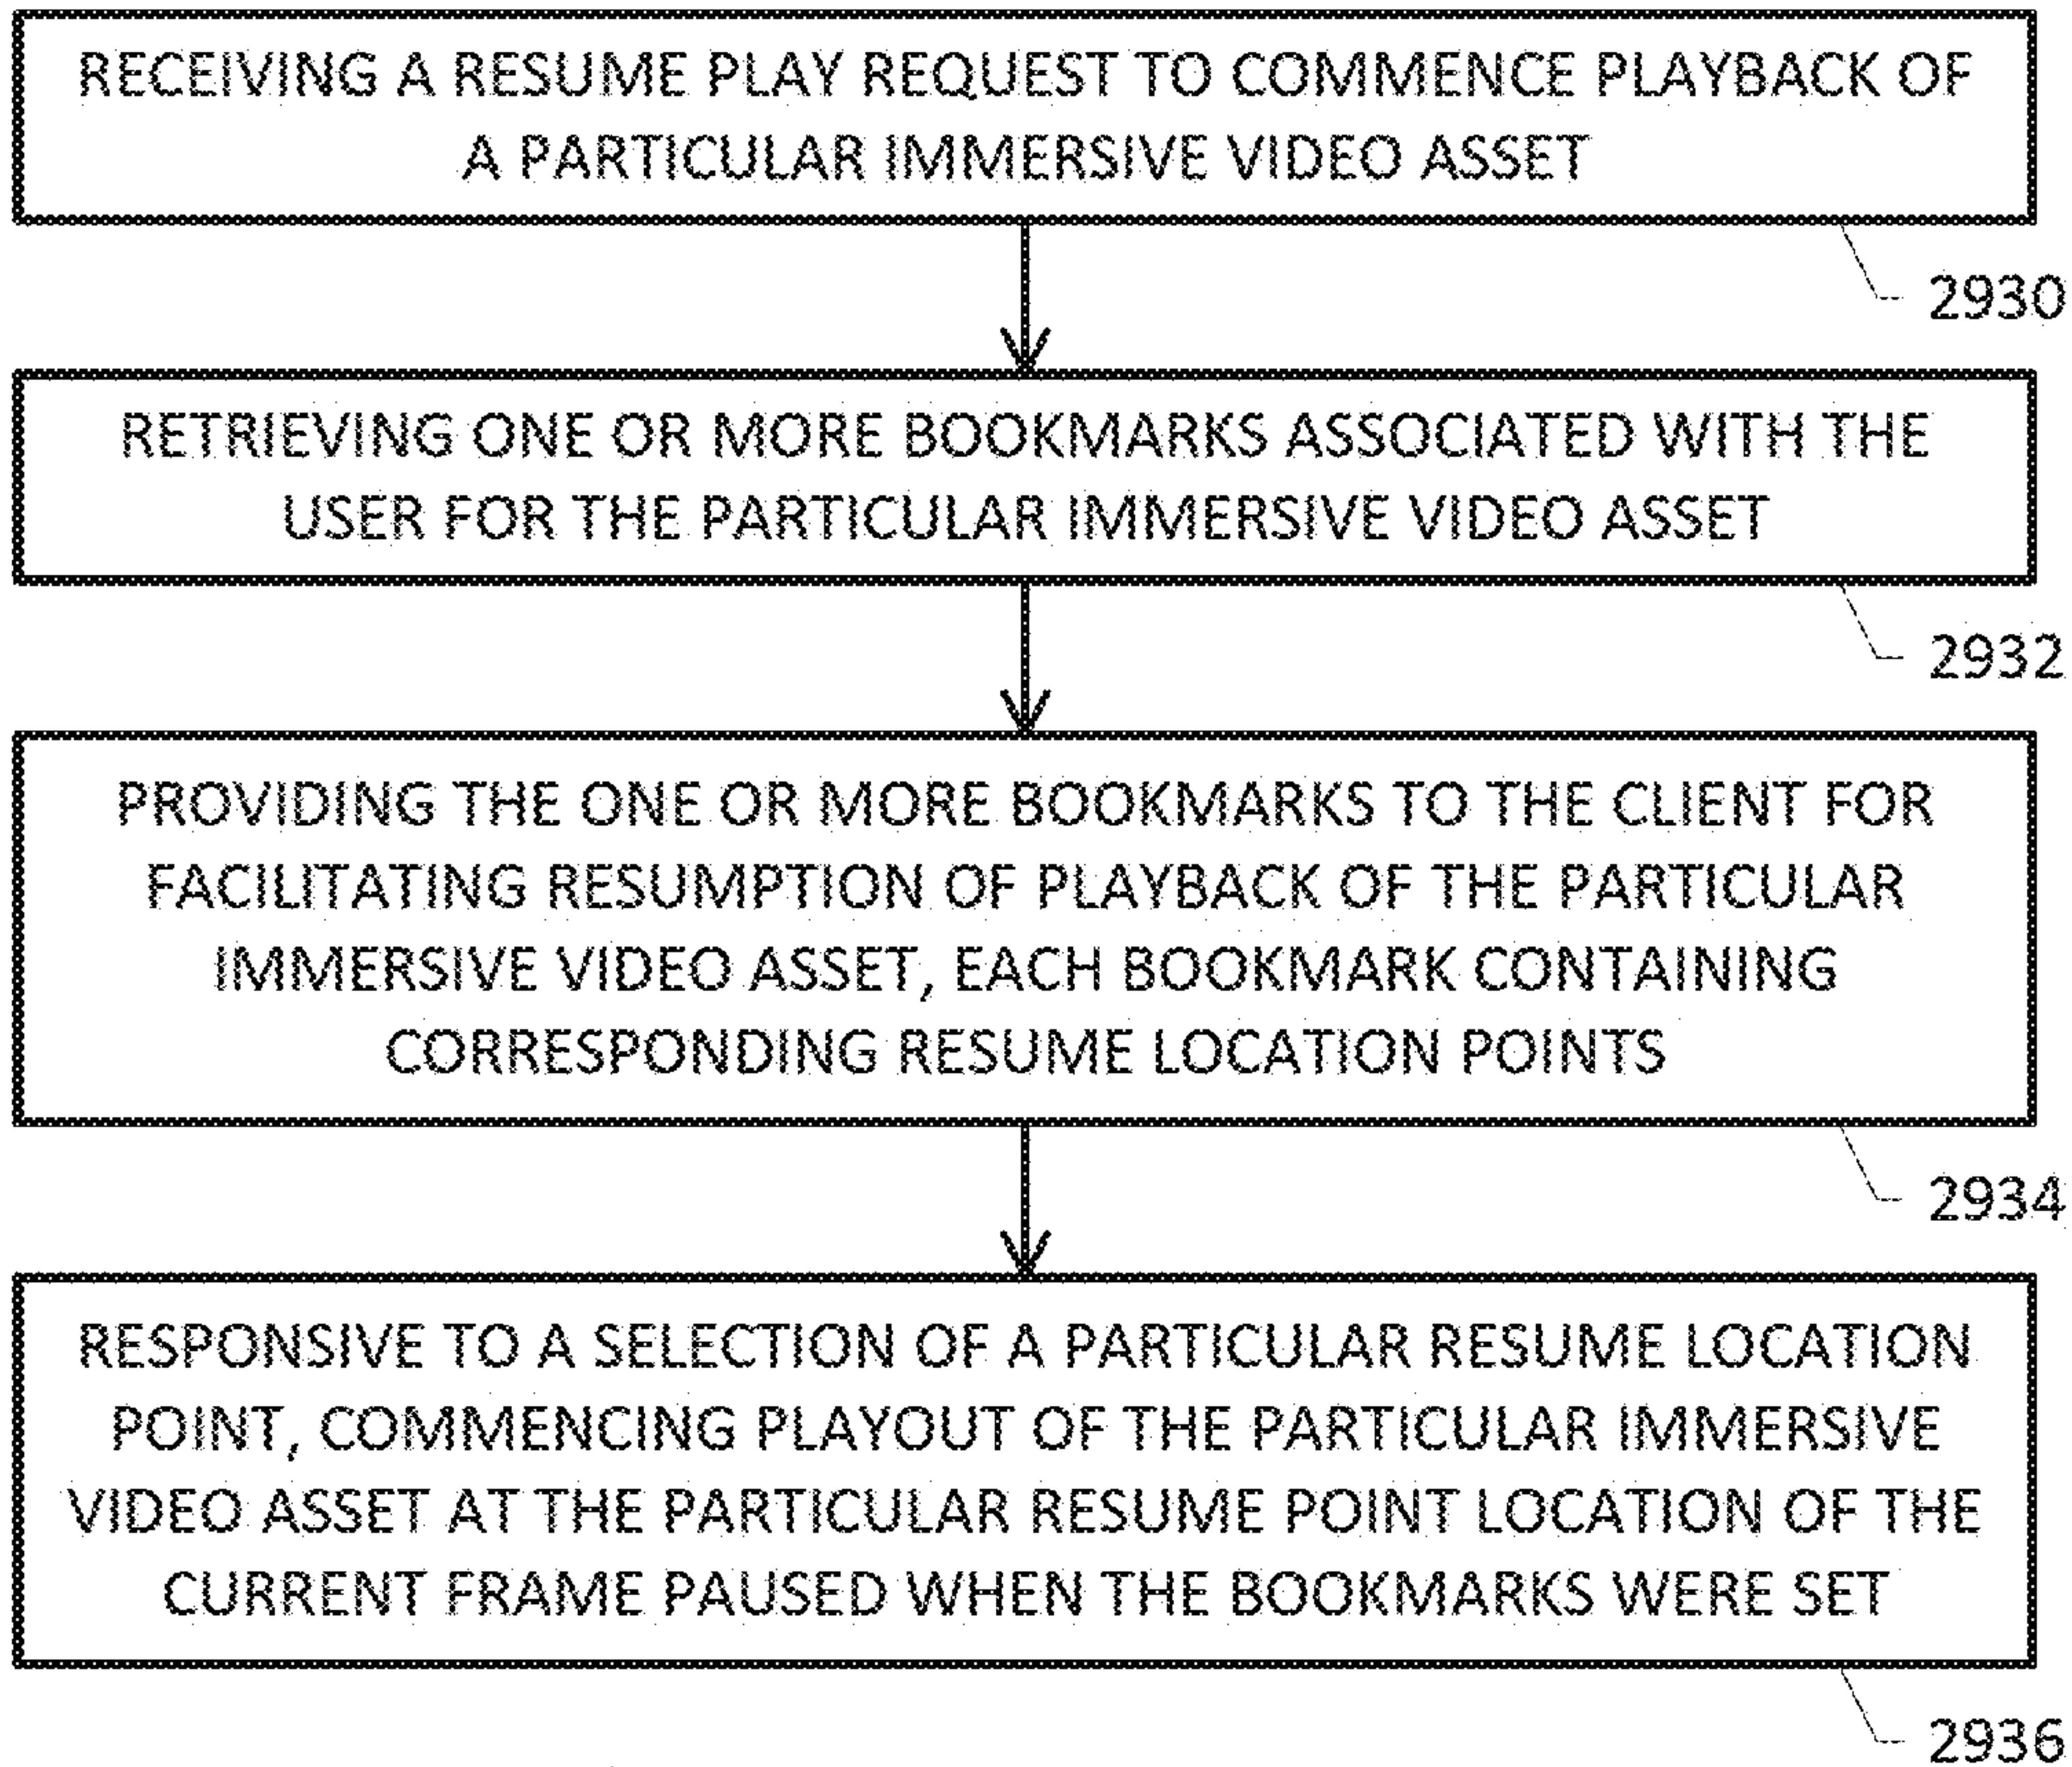 RECEIVING A RESUME PLAY REQUEST TO COMMENCE PLAYBACK OF
A PARTICULAR IMMERSIVE VIDEO ASSET
2930
RETRIEVING ONE OR MORE BOOKMARKS ASSOCIATED WITH THE
USER FOR THE PARTICULAR IMMERSIVE VIDEO ASSET
2932
PROVIDING THE ONE OR MORE BOOKMARKS TO THE CLIENT FOR
FACILITATING RESUMPTION OF PLAYBACK OF THE PARTICULAR
IMMERSIVE VIDEO ASSET, EACH BOOKMARK CONTAINING
CORRESPONDING RESUME LOCATION POINTS
2934
RESPONSIVE TO A SELECTION OF A PARTICULAR RESUME LOCATION
POINT, COMMENCING PLAYOUT OF THE PARTICULAR IMMERSIVE
VIDEO ASSET AT THE PARTICULAR RESUME POINT LOCATION OF THE
CURRENT FRAME PAUSED WHEN THE BOOKMARKS WERE SET
2936